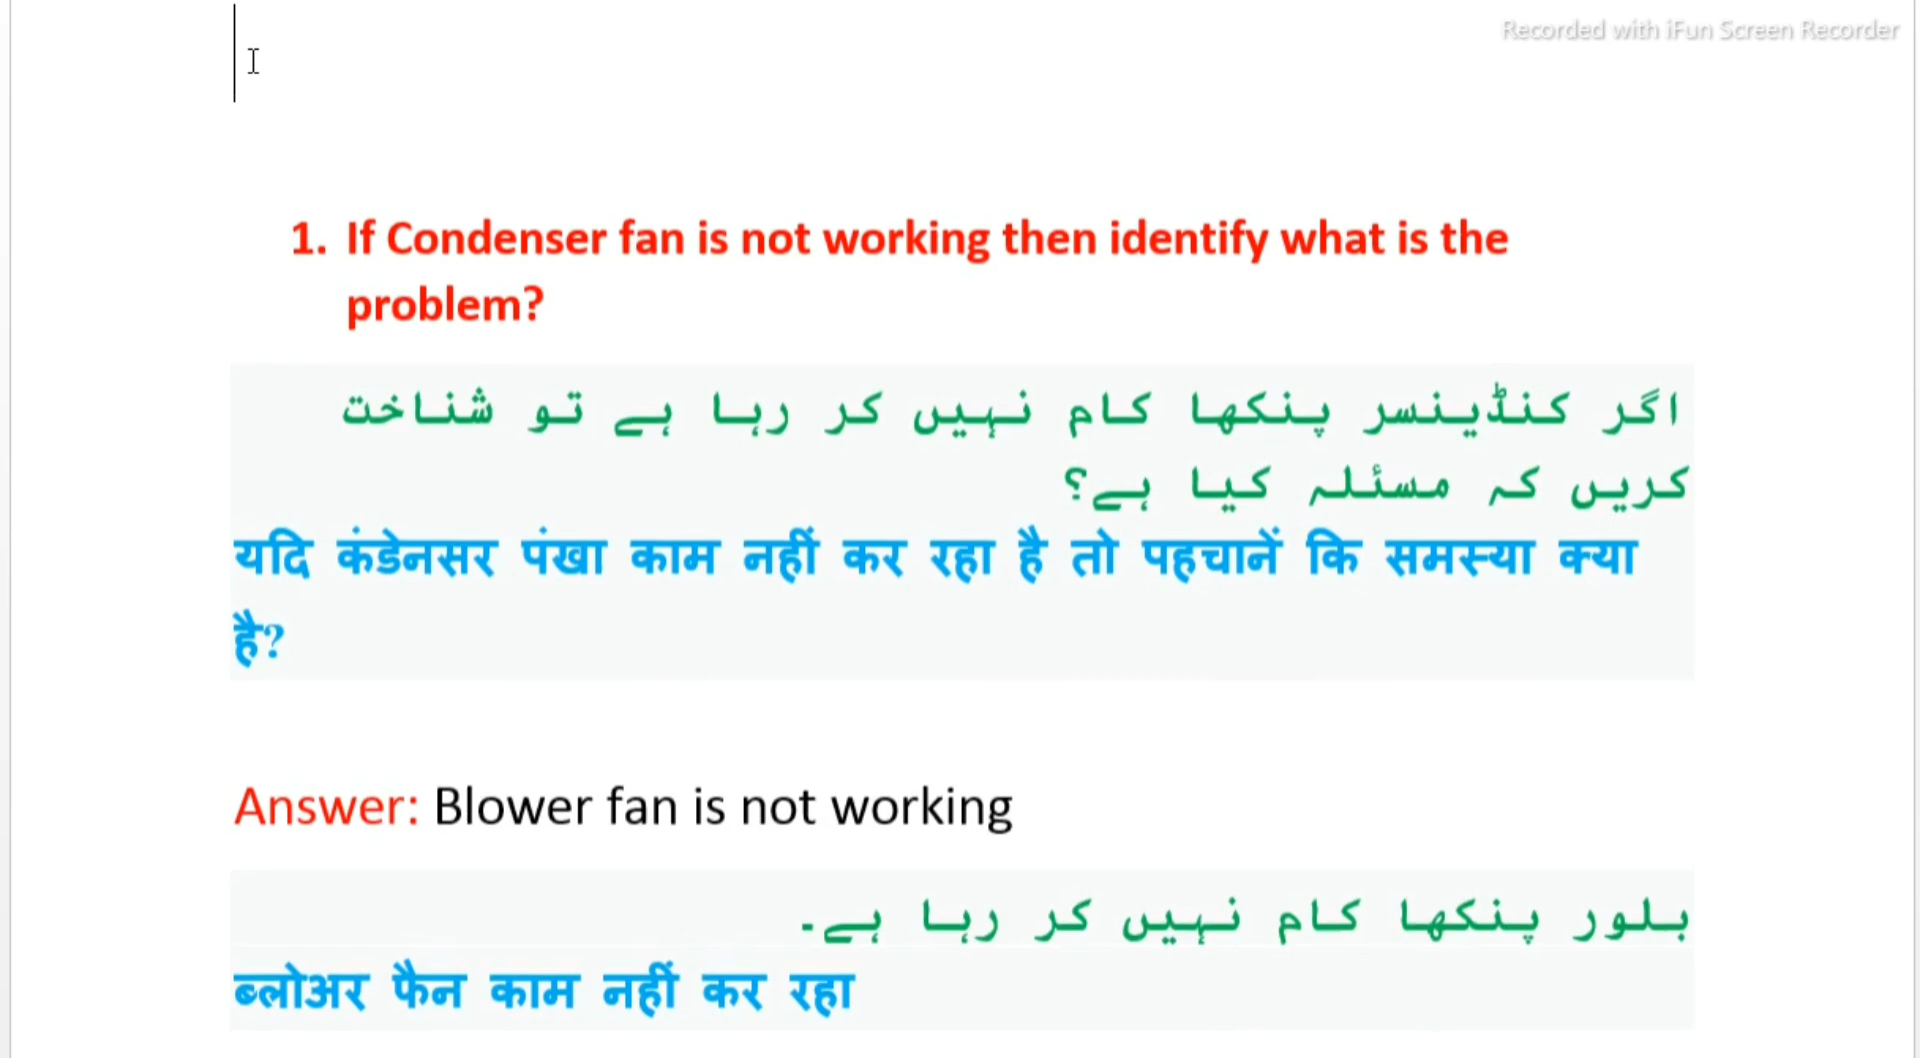 Recorded with iFun Screen Recorder
1. If Condenser fan is not working then identify what is the
problem?
اگر کنڈینسر پنکھا کام نہیں کر رہا ہے تو شناخت
کریں کہ مسئلہ کیا ہے؟
यदि कंडेनसर पंखा काम नहीं कर रहा है तो पहचानें कि समस्या क्या
है?
Answer: Blower fan is not working
بلور پنکھا کام نہیں کر رہا ہے۔
ब्लोअर फैन काम नहीं कर रहा